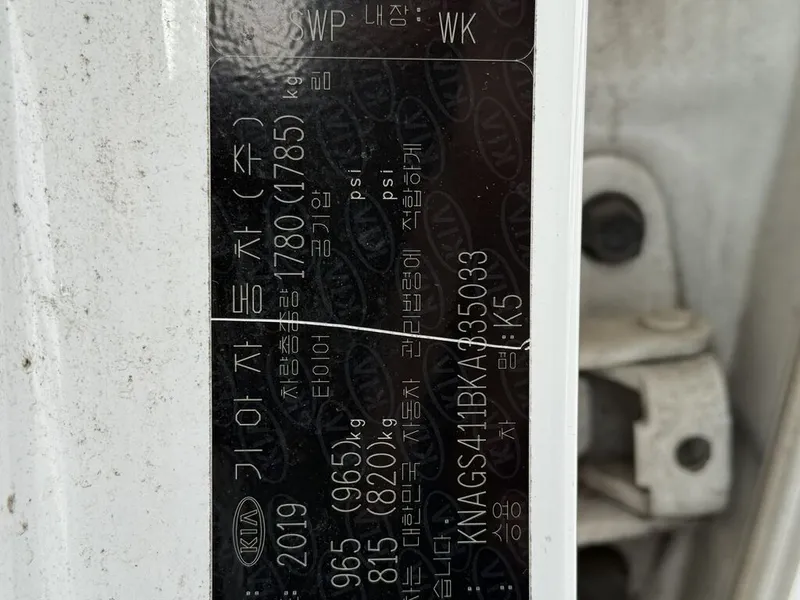 KIA 기아자동차(주)
2019 차량총중량 1780(1785) kg
타이어 공기압 림
965 (965)kg psi
815 (820)kg psi
는 대한민국 자동차 관리법령에 적합하게
습니다.
: KNAGS411BKA335033
: 승용 차명:K5
SWP 내장: WK